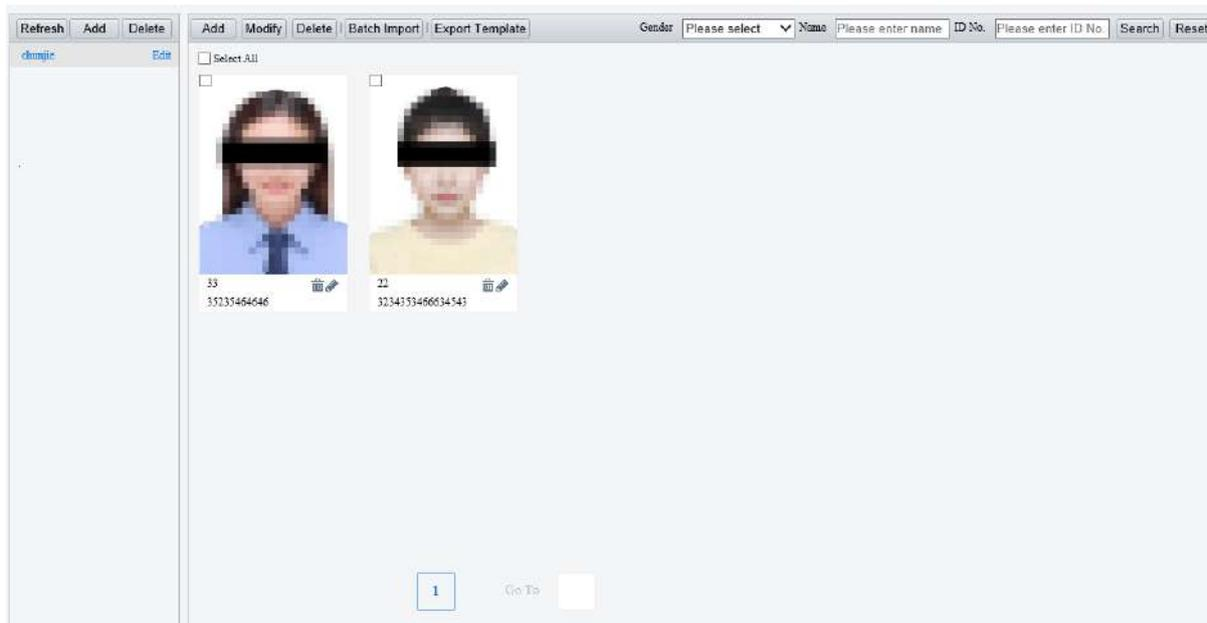 Refresh Add Delete
Add Modify Delete Batch Import Export Template Gender Please select Name Please enter name ID No. Please enter ID No. Search Reset
chunjie Edit
Select All
33
35235464646
22
3234353466634543
1 Go To